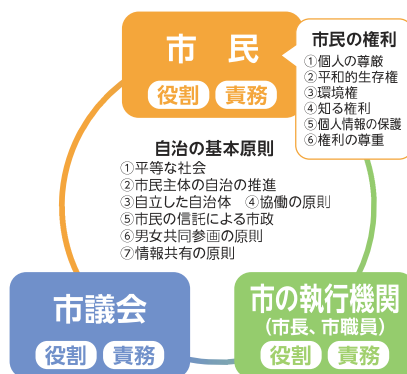 市 民
役割 責務
市民の権利
①個人の尊厳
②平和的生存権
③環境権
④知る権利
⑤個人情報の保護
⑥権利の尊重
自治の基本原則
①平等な社会
②市民主体の自治の推進
③自立した自治体 ④協働の原則
⑤市民の信託による市政
⑥男女共同参画の原則
⑦情報共有の原則
市議会
役割 責務
市の執行機関
(市長、市職員)
役割 責務